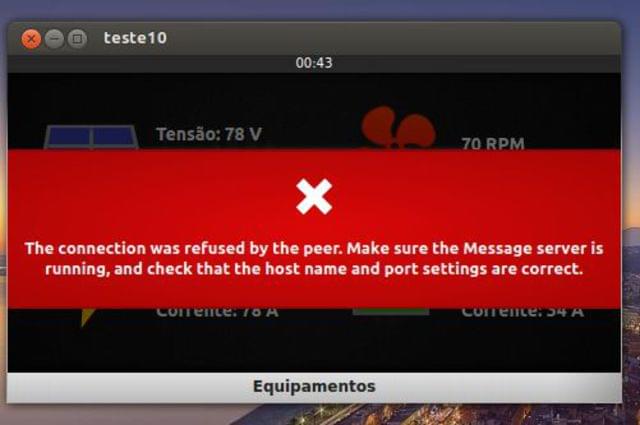 teste10
00:43
Tensão: 78 V
70 RPM
The connection was refused by the peer. Make sure the Message server is
running, and check that the host name and port settings are correct.
Corrente: 78 A
Corrente: 54 A
Equipamentos